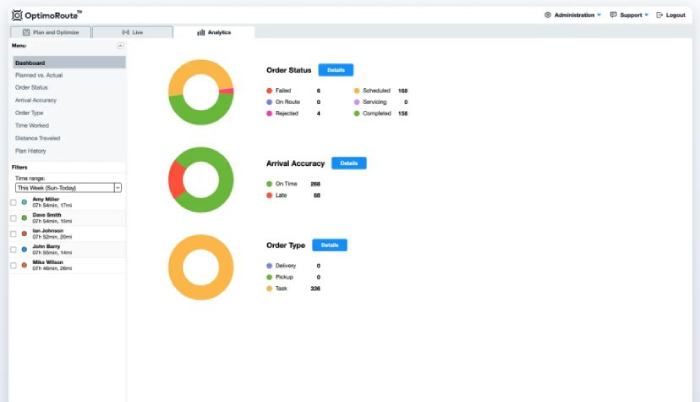 OptimoRoute™
Administration Support Logout
Plan and Optimize Live Analytics
Menu
Dashboard
Planned vs. Actual
Order Status
Arrival Accuracy
Order Type
Time Worked
Distance Traveled
Plan History
Filters
Time range:
This Week (Sun-Today)
Amy Miller
07h 54min, 17mi
Dave Smith
07h 54min, 15mi
Ian Johnson
07h 52min, 20mi
John Barry
07h 55min, 14mi
Mike Wilson
07h 46min, 26mi
Order Status Details
Failed 6 Scheduled 168
On Route 0 Servicing 0
Rejected 4 Completed 158
Arrival Accuracy Details
On Time 268
Late 68
Order Type Details
Delivery 0
Pickup 0
Task 336